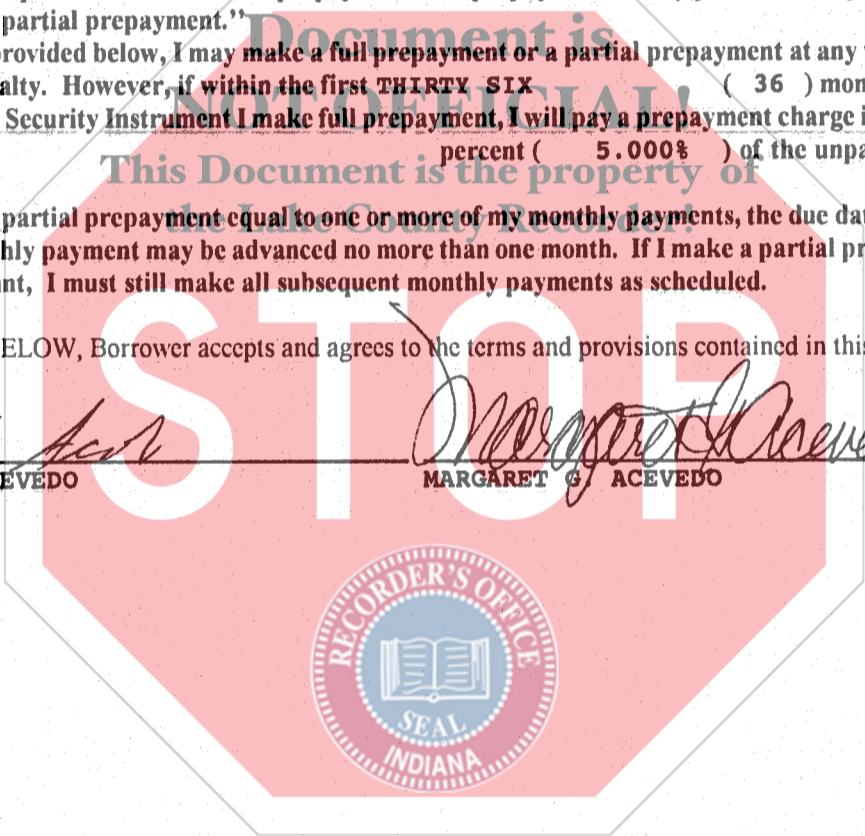 partial prepayment."
rovided below, I may make a full prepayment or a partial prepayment at any
alty. However, if within the first THIRTY SIX ( 36 ) mon
Security Instrument I make full prepayment, I will pay a prepayment charge i
percent ( 5.000% ) of the unpa
partial prepayment equal to one or more of my monthly payments, the due da
hly payment may be advanced no more than one month. If I make a partial pr
nt, I must still make all subsequent monthly payments as scheduled.
ELOW, Borrower accepts and agrees to the terms and provisions contained in this
Margaret G Aceve
EVEDO MARGARET G ACEVEDO
Document is
NOT OFFICIAL!
This Document is the property of
the Lake County Recorder!
STOP
RECORDER'S OFFICE
SEAL
INDIANA